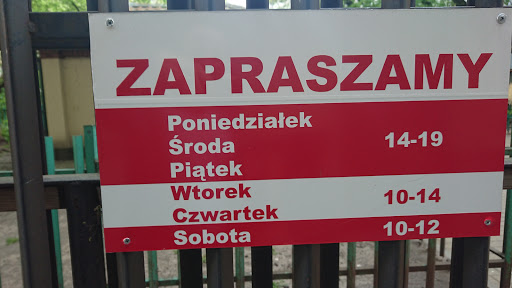 ZAPRASZAMY
Poniedziałek
Środa 14-19
Piątek
Wtorek 10-14
Czwartek
Sobota 10-12